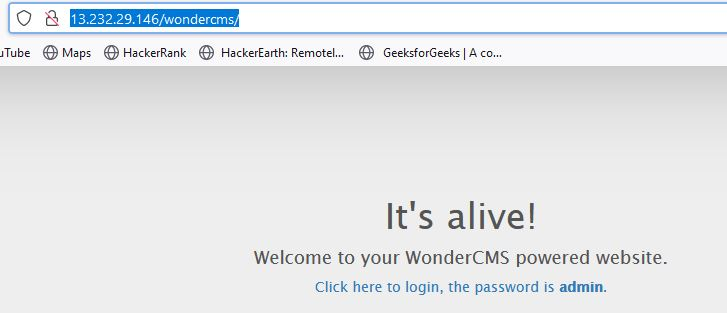 13.232.29.146/wondercms/
uTube Maps HackerRank HackerEarth: Remotel... GeeksforGeeks | A co...
It's alive!
Welcome to your WonderCMS powered website.
Click here to login, the password is admin.